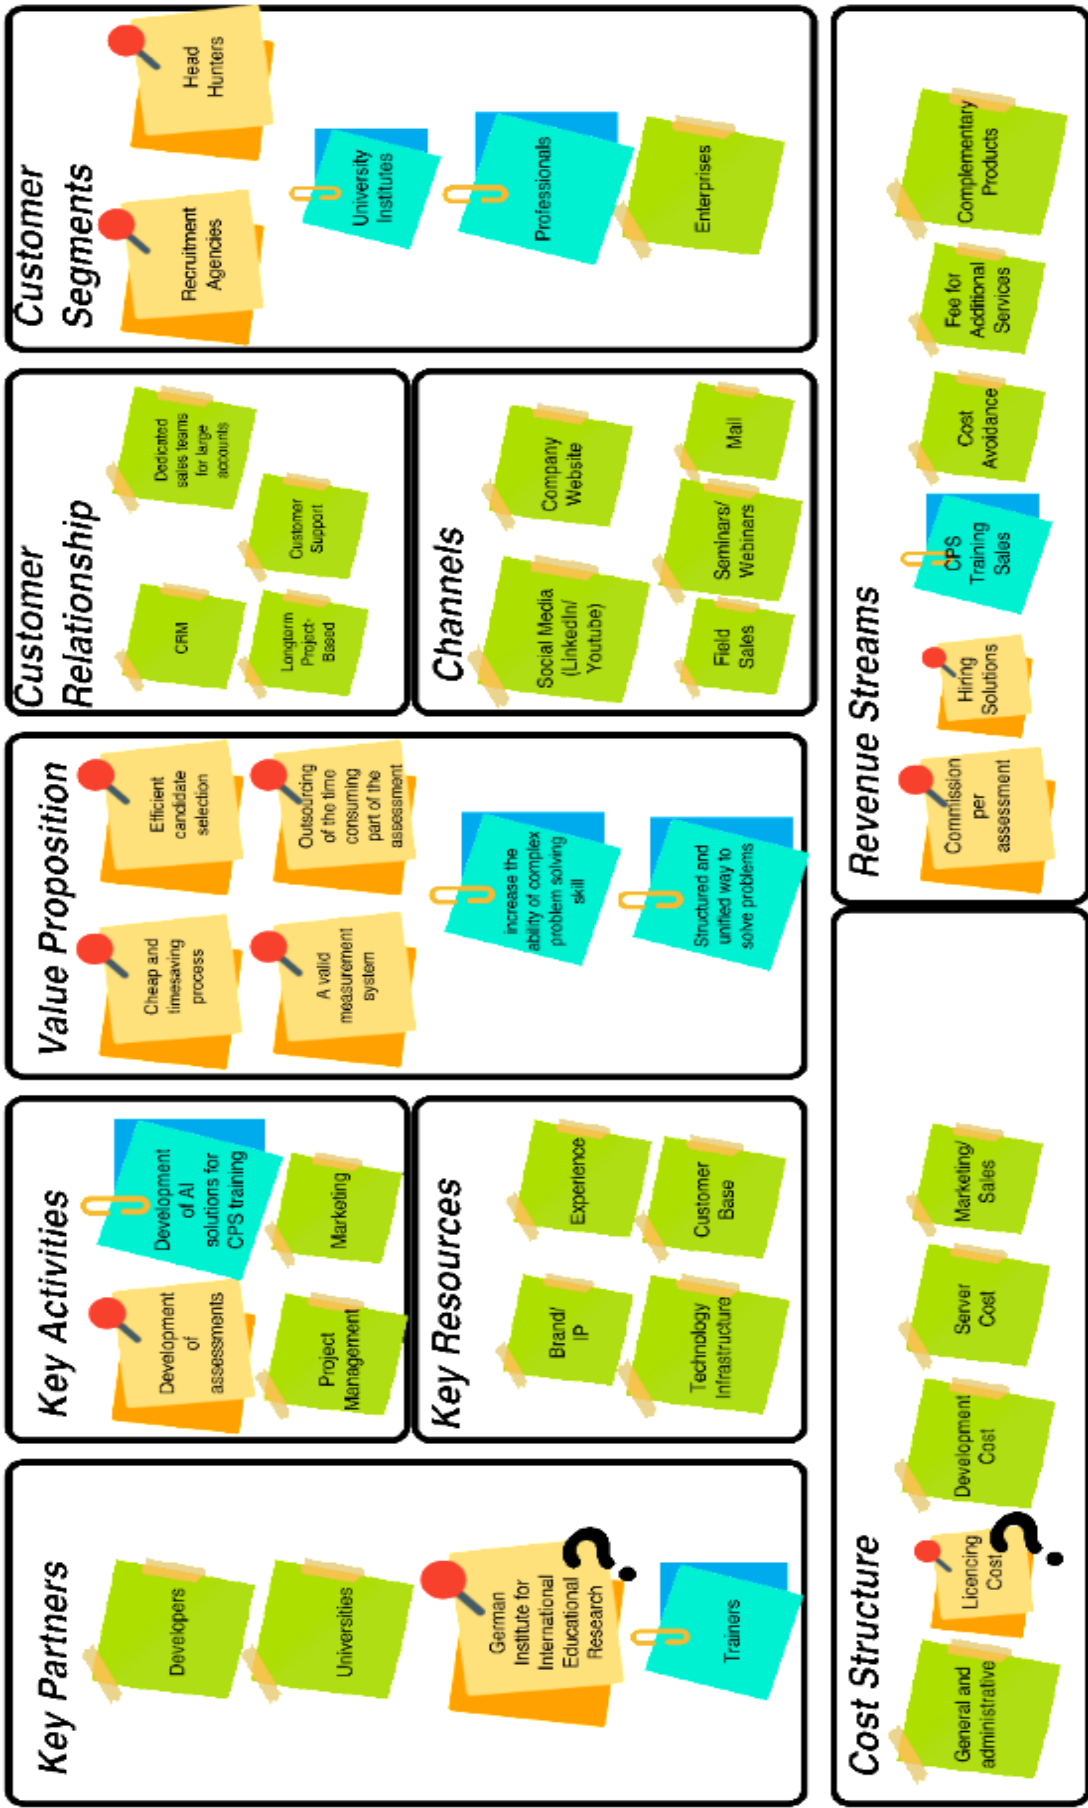 Key Partners
Developers
Universities
German
Institute for
International
Educational
Research
?
Trainers
Key Activities
Development
of
assessments
Development
of AI
solutions for
CPS training
Project
Management
Marketing
Key Resources
Brand/
IP
Experience
Technology
Infrastructure
Customer
Base
Value Proposition
Cheap and
timesaving
process
Efficient
candidate
selection
A valid
measurement
system
Outsourcing
of the time
consuming
part of the
assessment
increase the
ability of complex
problem solving
skill
Structured and
unified way to
solve problems
Customer
Relationship
CRM
Dedicated
sales teams
for large
accounts
Longterm
Project-
Based
Customer
Support
Channels
Social Media
(LinkedIn/
Youtube)
Company
Website
Field
Sales
Seminars/
Webinars
Mail
Customer
Segments
Recruitment
Agencies
Head
Hunters
University
Institutes
Professionals
Enterprises
Cost Structure
General and
administrative
Licencing
Cost
?
Development
Cost
Server
Cost
Marketing/
Sales
Revenue Streams
Commission
per
assessment
Hiring
Solutions
CPS
Training
Sales
Cost
Avoidance
Fee for
Additional
Services
Complementary
Products